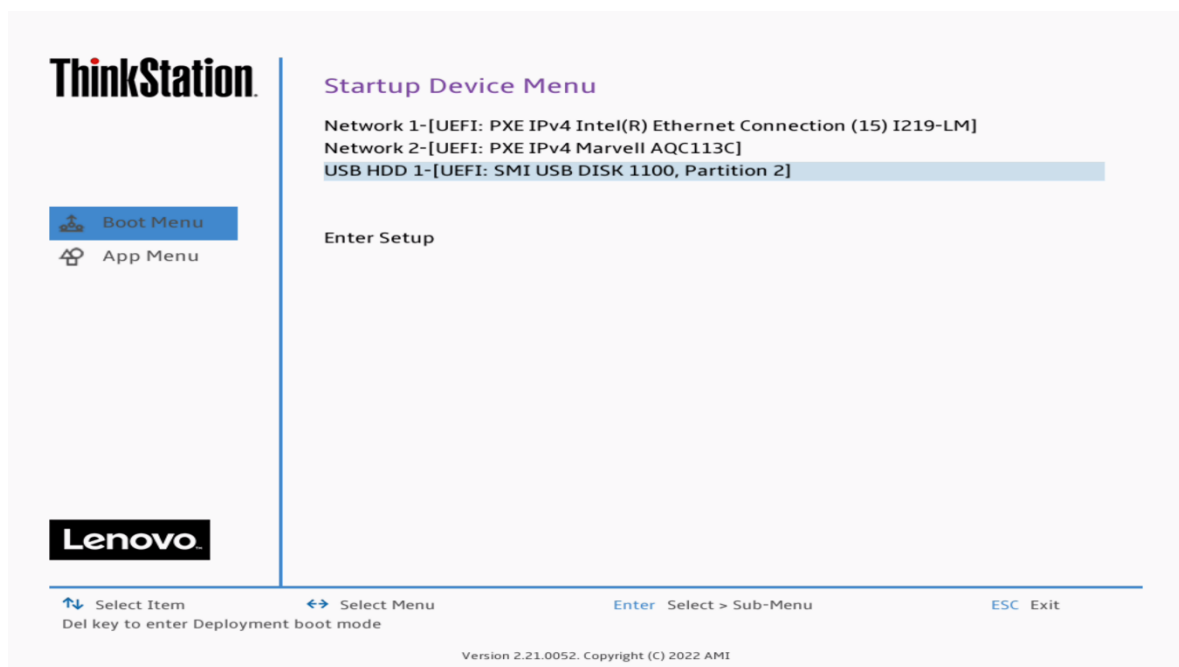 ThinkStation
Startup Device Menu
Network 1-[UEFI: PXE IPv4 Intel(R) Ethernet Connection (15) I219-LM]
Network 2-[UEFI: PXE IPv4 Marvell AQC113C]
USB HDD 1-[UEFI: SMI USB DISK 1100, Partition 2]
Boot Menu
Enter Setup
App Menu
Lenovo
Select Item Select Menu Enter Select > Sub-Menu ESC Exit
Del key to enter Deployment boot mode
Version 2.21.0052. Copyright (C) 2022 AMI